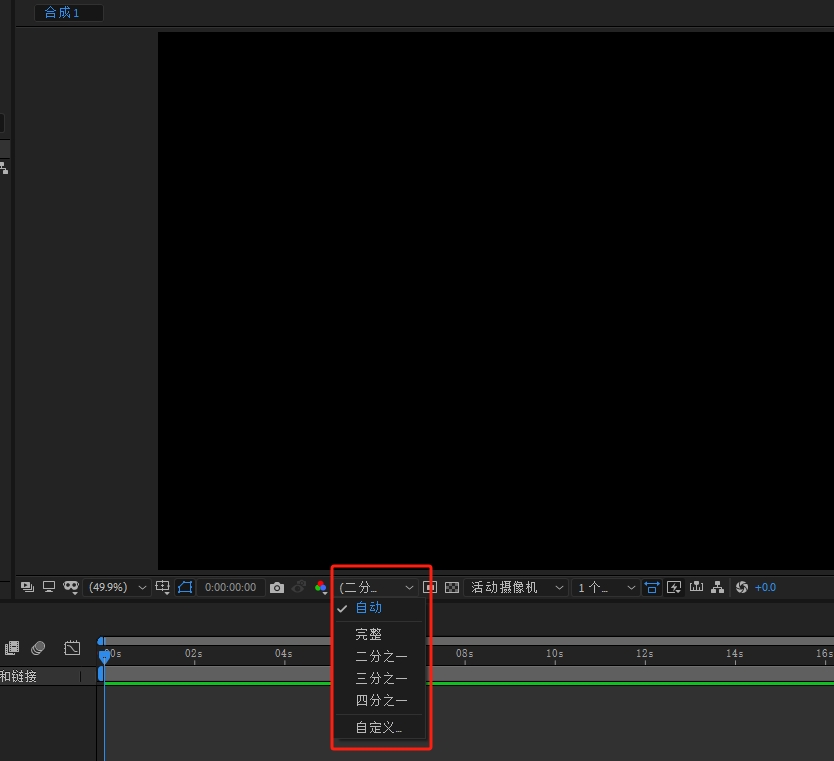 合成 1
(49.9%)
0:00:00:00
(二分...
活动摄像机
1 个...
+0.0
自动
完整
二分之一
三分之一
四分之一
自定义...
00s
02s
04s
08s
10s
12s
14s
16s
和链接